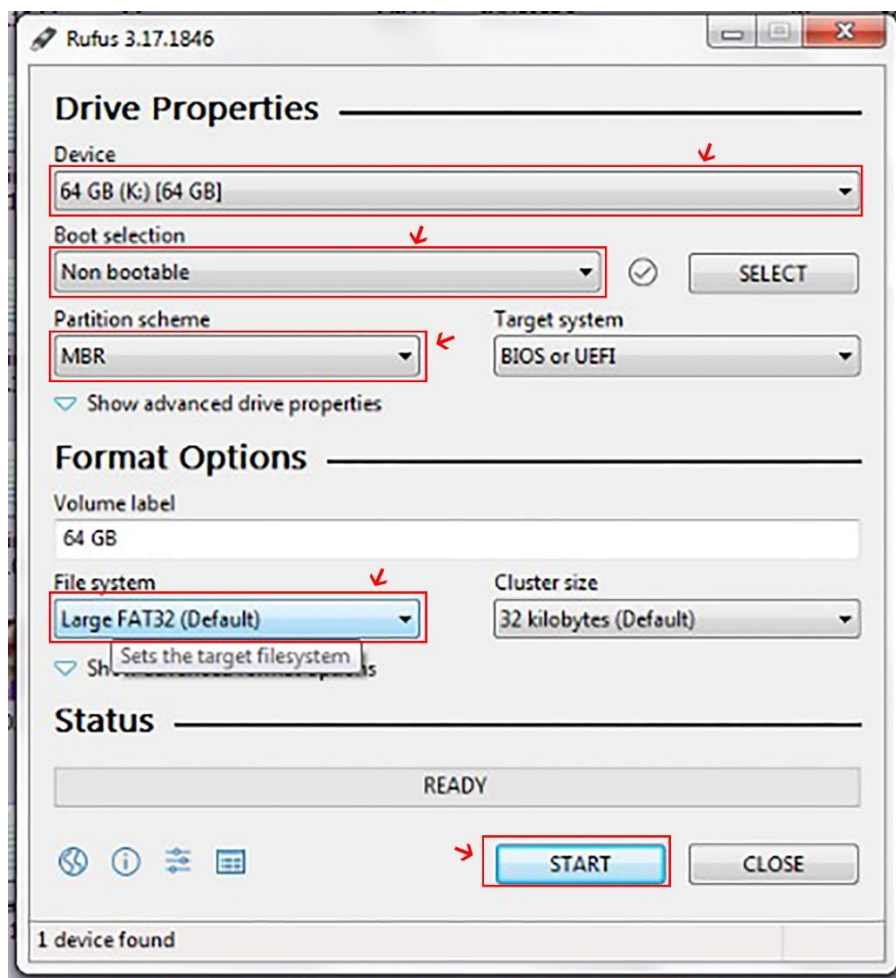 Rufus 3.17.1846
Drive Properties
Device
64 GB (K:) [64 GB]
Boot selection
Non bootable
SELECT
Partition scheme
Target system
MBR
BIOS or UEFI
Show advanced drive properties
Format Options
Volume label
64 GB
File system
Cluster size
Large FAT32 (Default)
32 kilobytes (Default)
Sets the target filesystem
Status
READY
START
CLOSE
1 device found